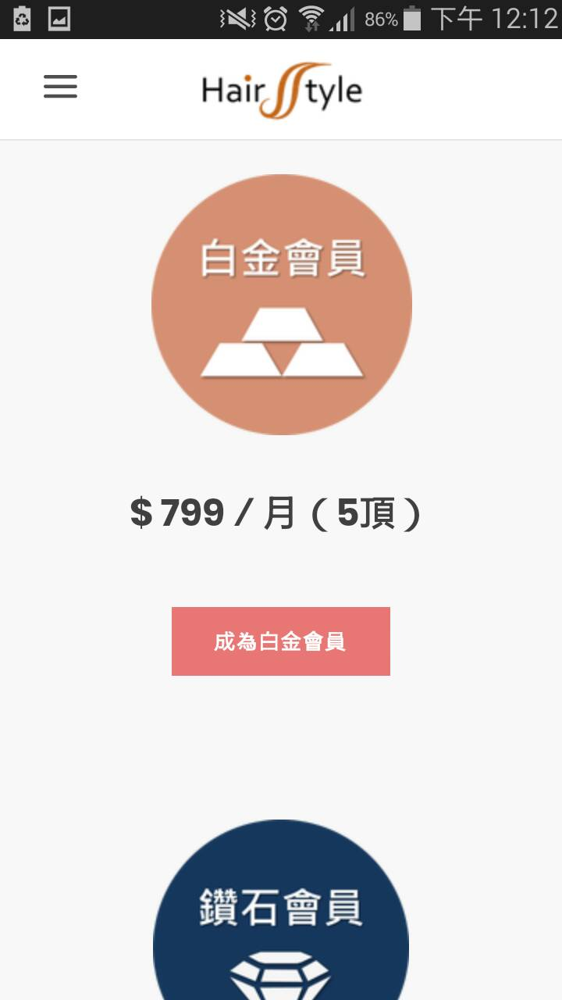 86% 下午 12:12
Hair Style
白金會員
$ 799 / 月（5頂）
成為白金會員
鑽石會員